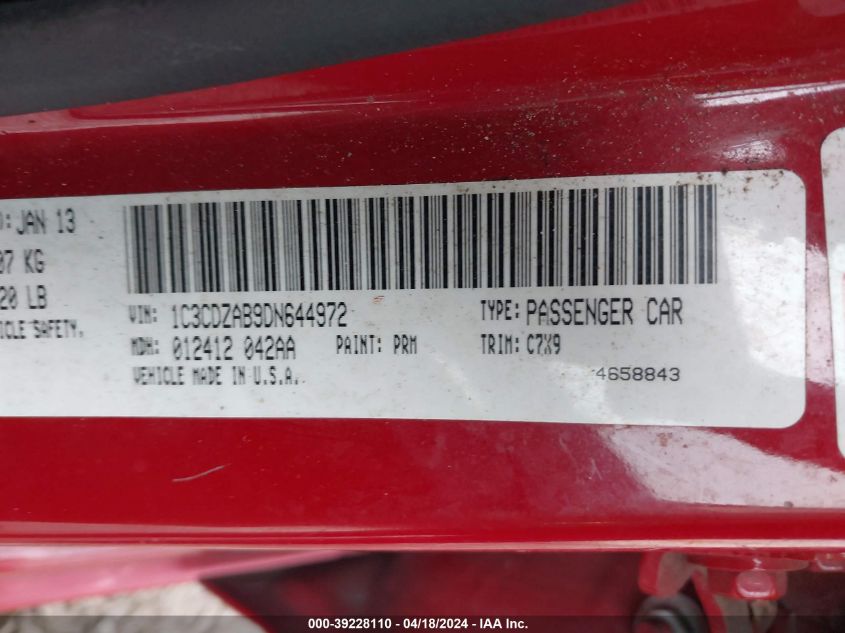 D: JAN 13
07 KG
20 LB
ICLE SAFETY.
VIN: 1C3CDZAB9DN644972 TYPE: PASSENGER CAR
MDH: 012412 042AA PAINT: PRM TRIM: C7X9
VEHICLE MADE IN U.S.A. 4658843
000-39228110 - 04/18/2024 - IAA Inc.